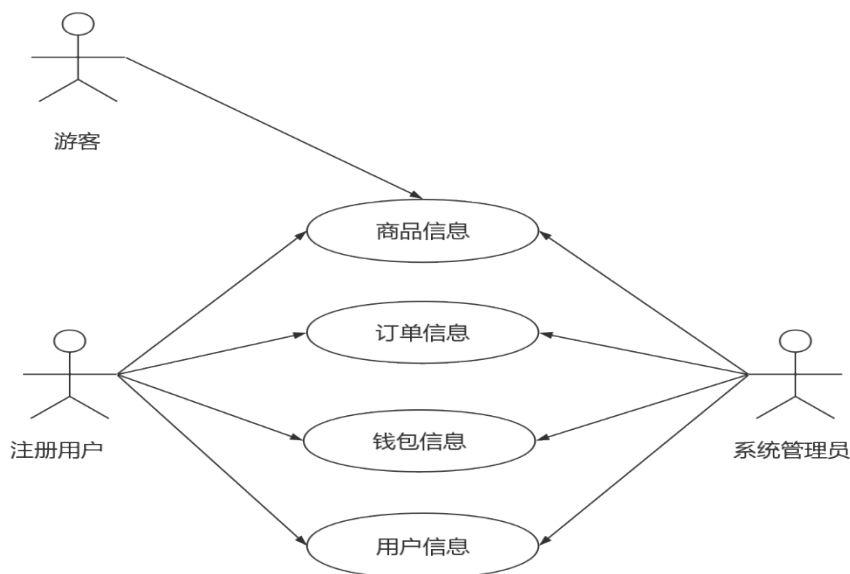 游客
商品信息
订单信息
注册用户
钱包信息
系统管理员
用户信息